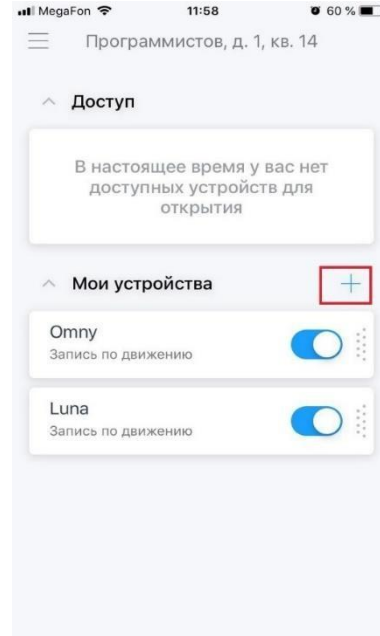 MegaFon 11:58 60 %
Программистов, д. 1, кв. 14
Доступ
В настоящее время у вас нет
доступных устройств для
открытия
Мои устройства
Omny
Запись по движению
Luna
Запись по движению